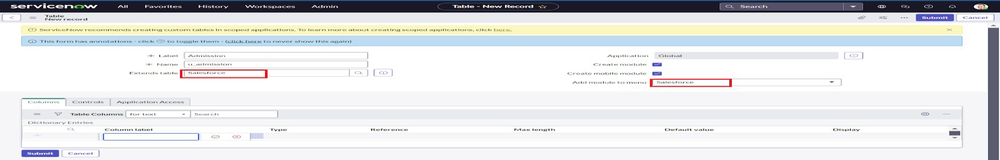 servicenow All Favorites History Workspaces Admin Table - New Record Search
Table
New record
Submit Cancel
ServiceNow recommends creating custom tables in scoped applications. To learn more about creating scoped applications, click here.
This form has annotations - click ? to toggle them - (click here to never show this again)
Label Admission Application Global
Name u_admission Create module
Extends table Salesforce Create mobile module
Add module to menu Salesforce
Columns Controls Application Access
Table Columns for text Search
Dictionary Entries
Column label Type Reference Max length Default value Display
Submit Cancel